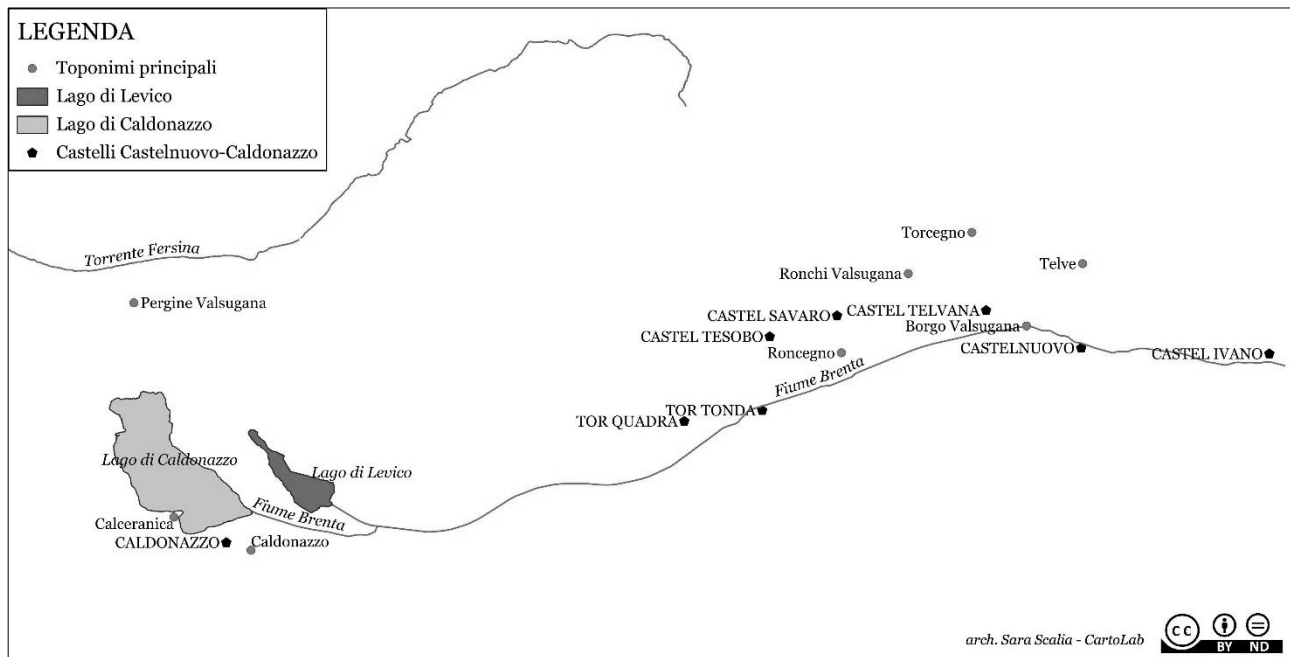 LEGENDA
Toponimi principali
Lago di Levico
Lago di Caldonazzo
Castelli Castelnuovo-Caldonazzo
Torrente Fersina
Pergine Valsugana
Torcegno
Telve
Ronchi Valsugana
CASTEL SAVARO
CASTEL TELVANA
CASTEL TESOBO
Borgo Valsugana
Roncegno
CASTELNUOVO
CASTEL IVANO
Fiume Brenta
TOR TONDA
TOR QUADRA
Lago di Caldonazzo
Lago di Levico
Fiume Brenta
Calceranica
CALDONAZZO
Caldonazzo
arch. Sara Scalia - CartoLab
cc
BY ND